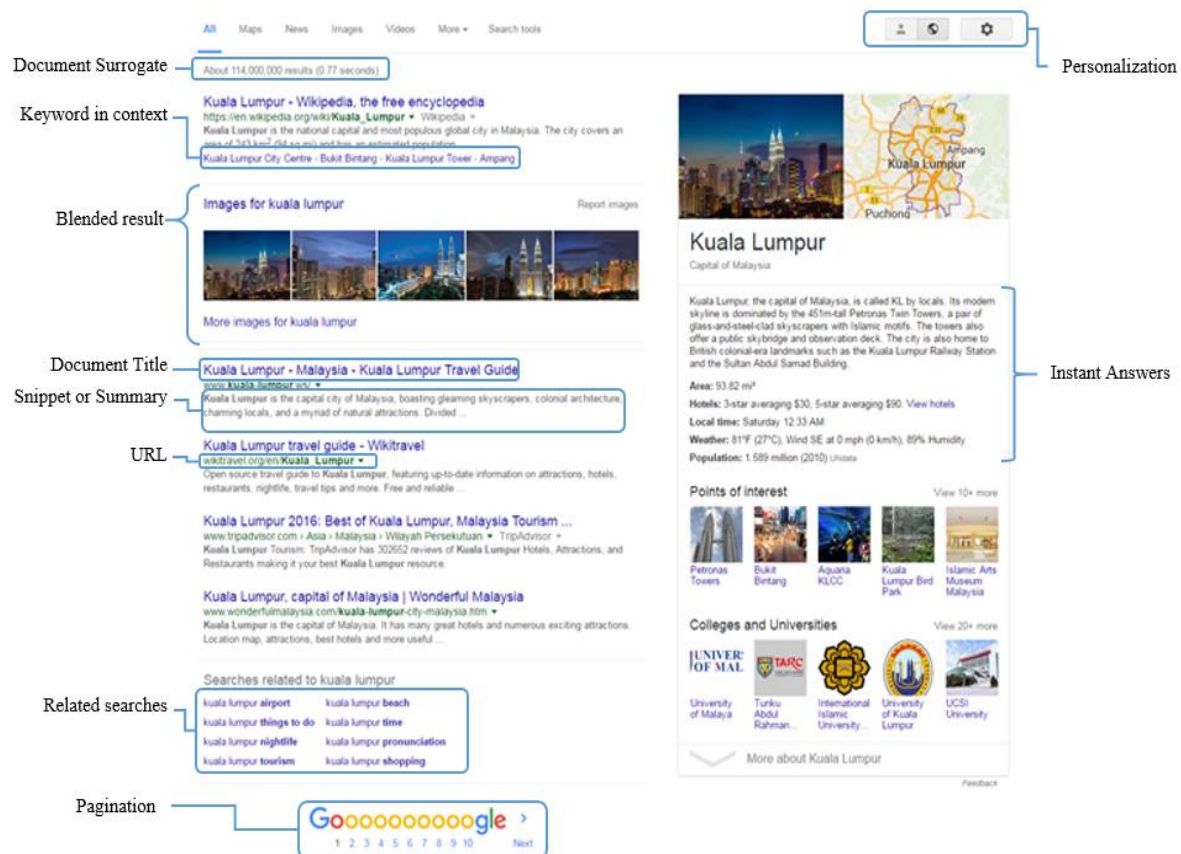 All Maps News Images Videos More Search tools
Document Surrogate
About 114,000,000 results (0.77 seconds)
Personalization
Keyword in context
Kuala Lumpur - Wikipedia, the free encyclopedia
https://en.wikipedia.org/wiki/Kuala_Lumpur Wikipedia
Kuala Lumpur is the national capital and most populous global city in Malaysia. The city covers an
area of 243 km² (94 sq mi) and has an estimated population
Kuala Lumpur City Centre - Bukit Bintang - Kuala Lumpur Tower - Ampang
Blended result
Images for kuala lumpur Report images
More images for kuala lumpur
Document Title
Kuala Lumpur - Malaysia - Kuala Lumpur Travel Guide
www.kuala-lumpur.ws/
Snippet or Summary
Kuala Lumpur is the capital city of Malaysia, boasting gleaming skyscrapers, colonial architecture,
charming locals, and a myriad of natural attractions. Divided ...
URL
Kuala Lumpur travel guide - Wikitravel
wikitravel.org/en/Kuala_Lumpur
Open source travel guide to Kuala Lumpur, featuring up-to-date information on attractions, hotels,
restaurants, nightlife, travel tips and more. Free and reliable ...
Kuala Lumpur 2016: Best of Kuala Lumpur, Malaysia Tourism ...
www.tripadvisor.com › Asia › Malaysia › Wilayah Persekutuan TripAdvisor
Kuala Lumpur Tourism: TripAdvisor has 302652 reviews of Kuala Lumpur Hotels, Attractions, and
Restaurants making it your best Kuala Lumpur resource.
Kuala Lumpur, capital of Malaysia | Wonderful Malaysia
www.wonderfulmalaysia.com/kuala-lumpur-city-malaysia.htm
Kuala Lumpur is the capital of Malaysia. It has many great hotels and numerous exciting attractions.
Location map, attractions, best hotels and more useful ...
Related searches
Searches related to kuala lumpur
kuala lumpur airport kuala lumpur beach
kuala lumpur things to do kuala lumpur time
kuala lumpur nightlife kuala lumpur pronunciation
kuala lumpur tourism kuala lumpur shopping
Pagination
Goooooooooogle >
1 2 3 4 5 6 7 8 9 10 Next
Ampang
Kuala Lumpur
Puchong
Kuala Lumpur
Capital of Malaysia
Kuala Lumpur, the capital of Malaysia, is called KL by locals. Its modern
skyline is dominated by the 451m-tall Petronas Twin Towers, a pair of
glass-and-steel-clad skyscrapers with Islamic motifs. The towers also
offer a public skybridge and observation deck. The city is also home to
British colonial-era landmarks such as the Kuala Lumpur Railway Station
and the Sultan Abdul Samad Building.
Area: 93.82 mi²
Hotels: 3-star averaging $30, 5-star averaging $90. View hotels
Local time: Saturday 12:33 AM
Weather: 81°F (27°C), Wind SE at 0 mph (0 km/h), 89% Humidity
Population: 1.589 million (2010) UNdata
Instant Answers
Points of interest View 10+ more
Petronas Towers
Bukit Bintang
Aquaria KLCC
Kuala Lumpur Bird Park
Islamic Arts Museum Malaysia
Colleges and Universities View 20+ more
UNIVER
OF MAL
TARC
University of Malaya
Tunku Abdul Rahman...
International Islamic University...
University of Kuala Lumpur
UCSI University
More about Kuala Lumpur
Feedback